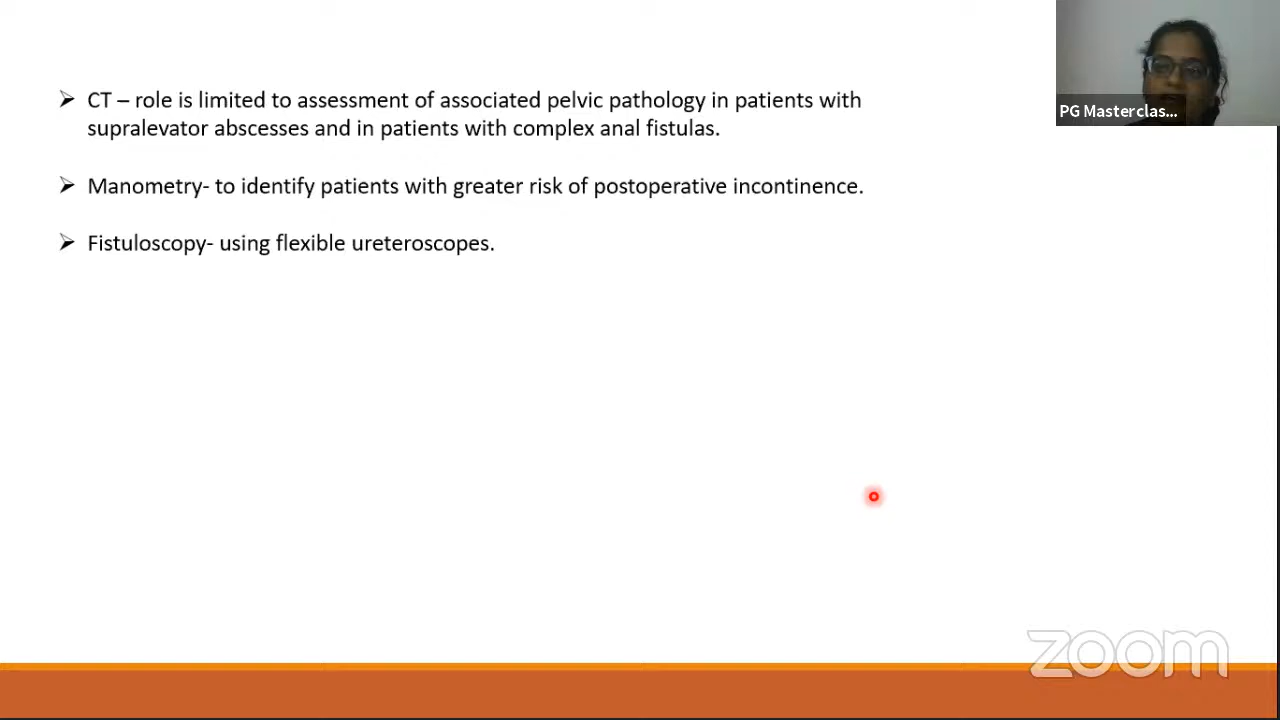 ➢ CT – role is limited to assessment of associated pelvic pathology in patients with
supralevator abscesses and in patients with complex anal fistulas.
➢ Manometry- to identify patients with greater risk of postoperative incontinence.
➢ Fistuloscopy- using flexible ureteroscopes.
PG Masterclas...
zoom